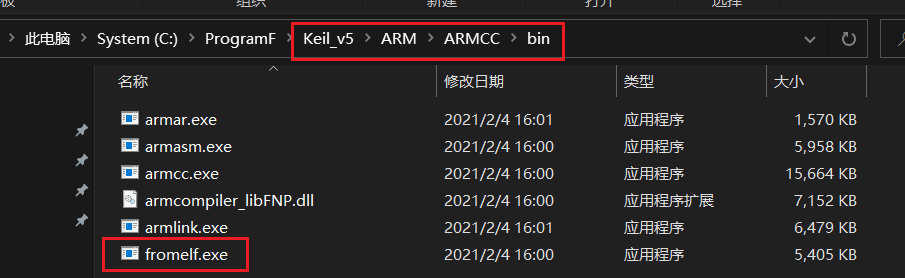 板 组织 新建 打开 选择
此电脑 System (C:) ProgramF Keil_v5 ARM ARMCC bin
名称 修改日期 类型 大小
armar.exe 2021/2/4 16:01 应用程序 1,570 KB
armasm.exe 2021/2/4 16:00 应用程序 5,958 KB
armcc.exe 2021/2/4 16:00 应用程序 15,664 KB
armcompiler_libFNP.dll 2021/2/4 16:00 应用程序扩展 7,152 KB
armlink.exe 2021/2/4 16:01 应用程序 6,479 KB
fromelf.exe 2021/2/4 16:00 应用程序 5,405 KB